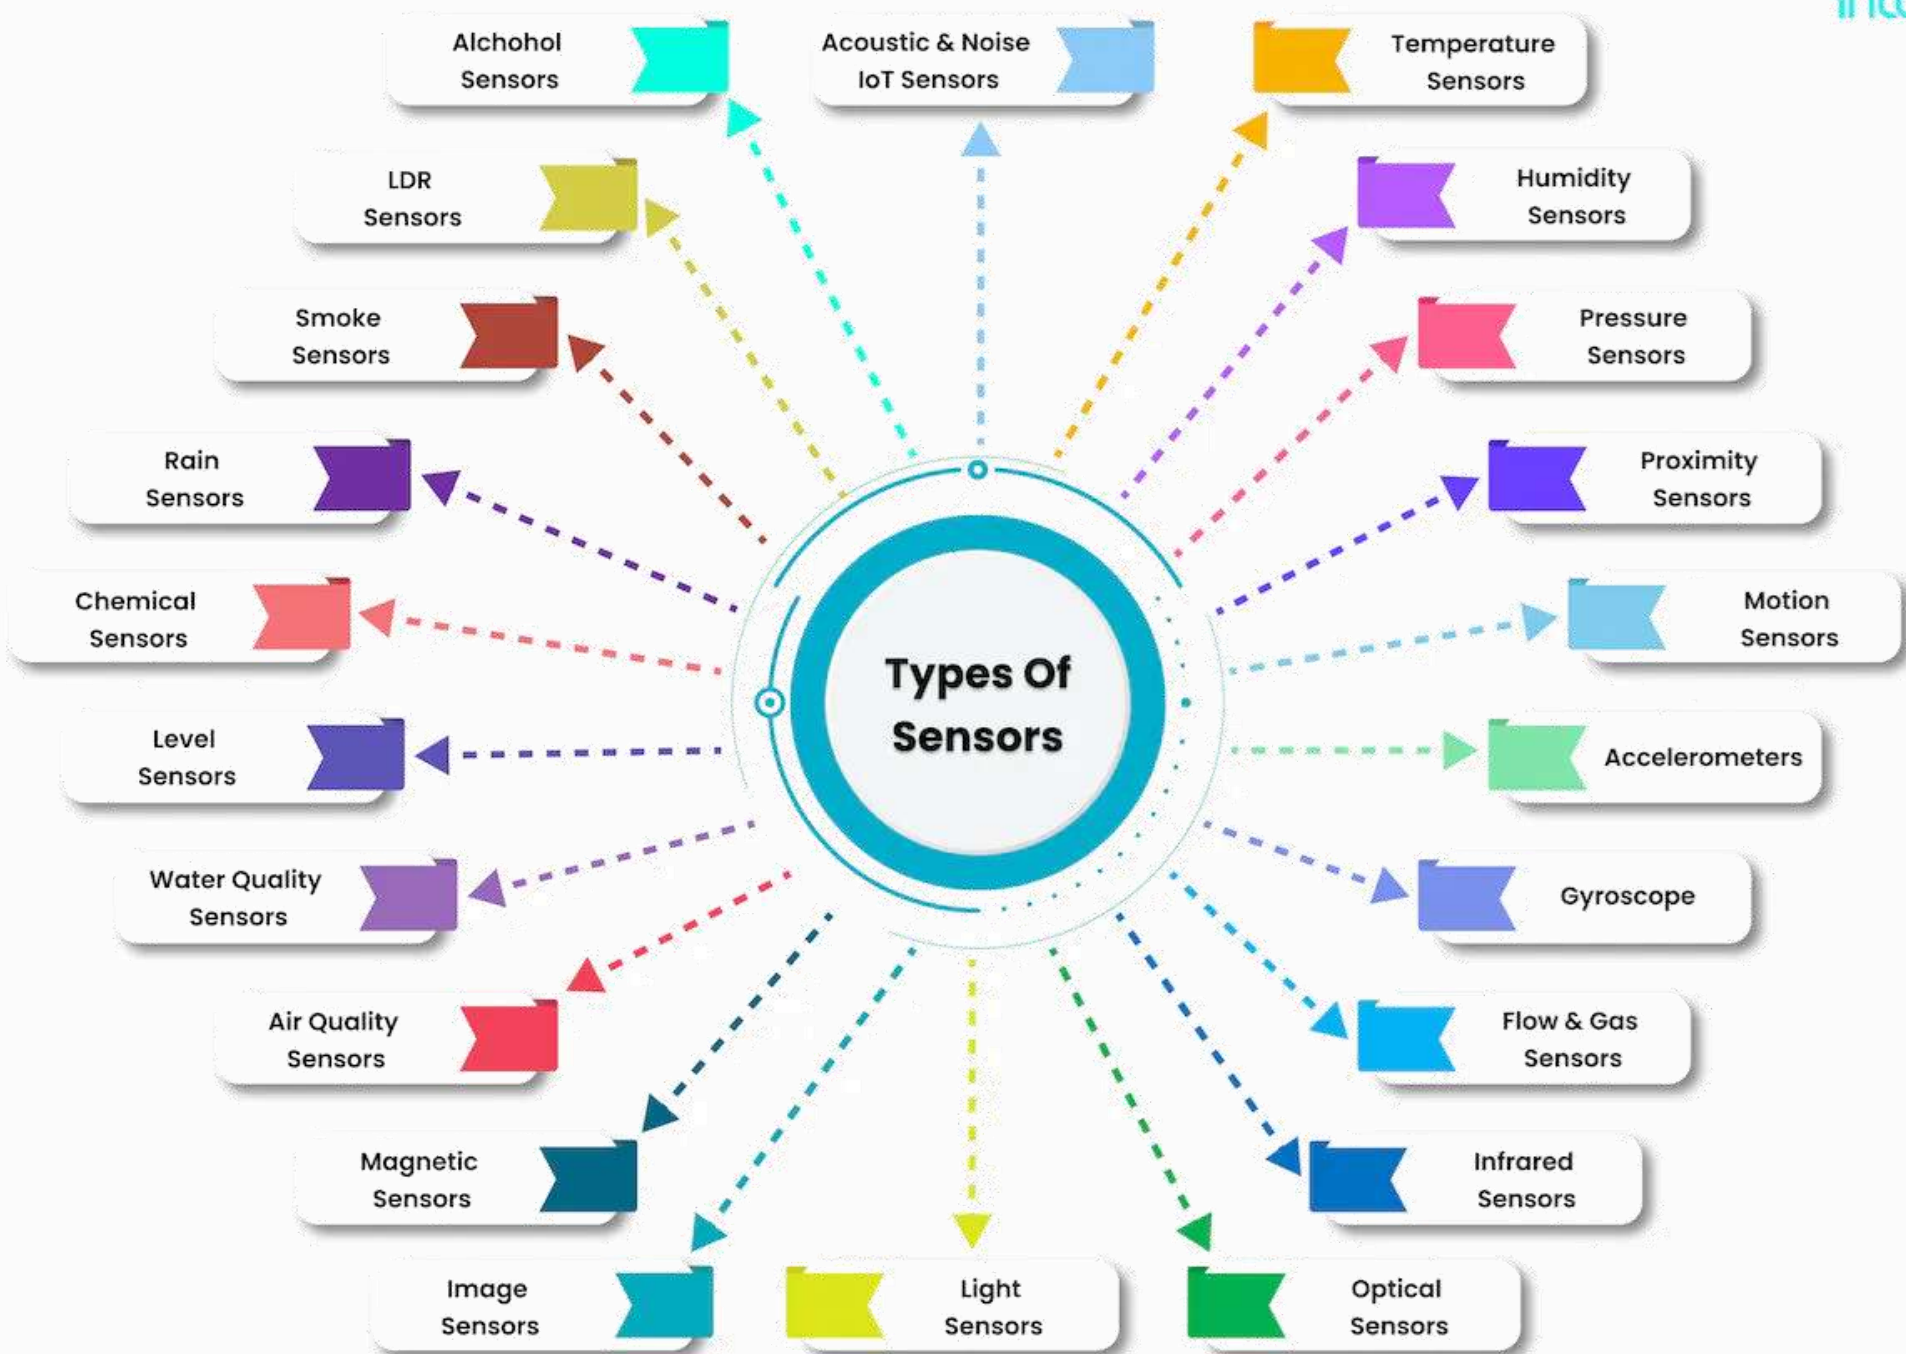 Alchohol
Sensors
Acoustic & Noise
IoT Sensors
Temperature
Sensors
LDR
Sensors
Humidity
Sensors
Smoke
Sensors
Pressure
Sensors
Rain
Sensors
Proximity
Sensors
Chemical
Sensors
Motion
Sensors
Types Of
Sensors
Level
Sensors
Accelerometers
Water Quality
Sensors
Gyroscope
Air Quality
Sensors
Flow & Gas
Sensors
Magnetic
Sensors
Infrared
Sensors
Image
Sensors
Light
Sensors
Optical
Sensors